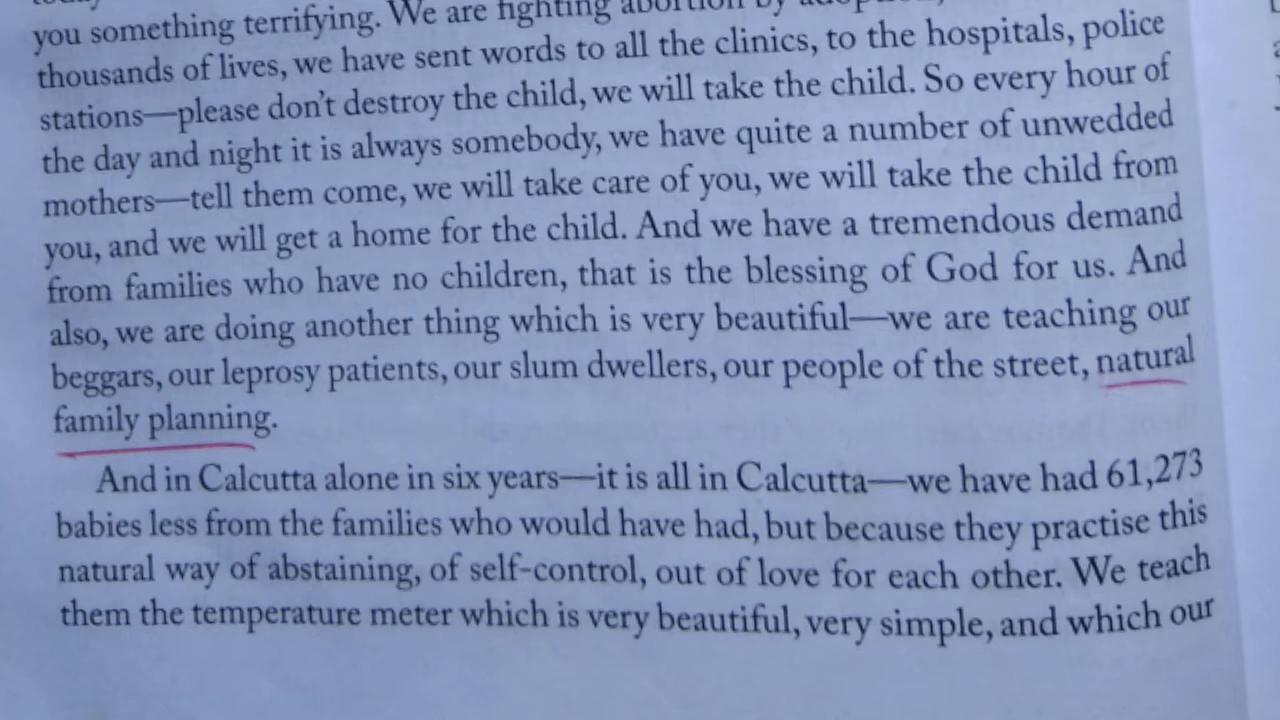 you something terrifying. We are fighting abortion by
thousands of lives, we have sent words to all the clinics, to the hospitals, police
stations—please don't destroy the child, we will take the child. So every hour of
the day and night it is always somebody, we have quite a number of unwedded
mothers—tell them come, we will take care of you, we will take the child from
you, and we will get a home for the child. And we have a tremendous demand
from families who have no children, that is the blessing of God for us. And
also, we are doing another thing which is very beautiful—we are teaching our
beggars, our leprosy patients, our slum dwellers, our people of the street, natural
family planning.
And in Calcutta alone in six years—it is all in Calcutta—we have had 61,273
babies less from the families who would have had, but because they practise this
natural way of abstaining, of self-control, out of love for each other. We teach
them the temperature meter which is very beautiful, very simple, and which our